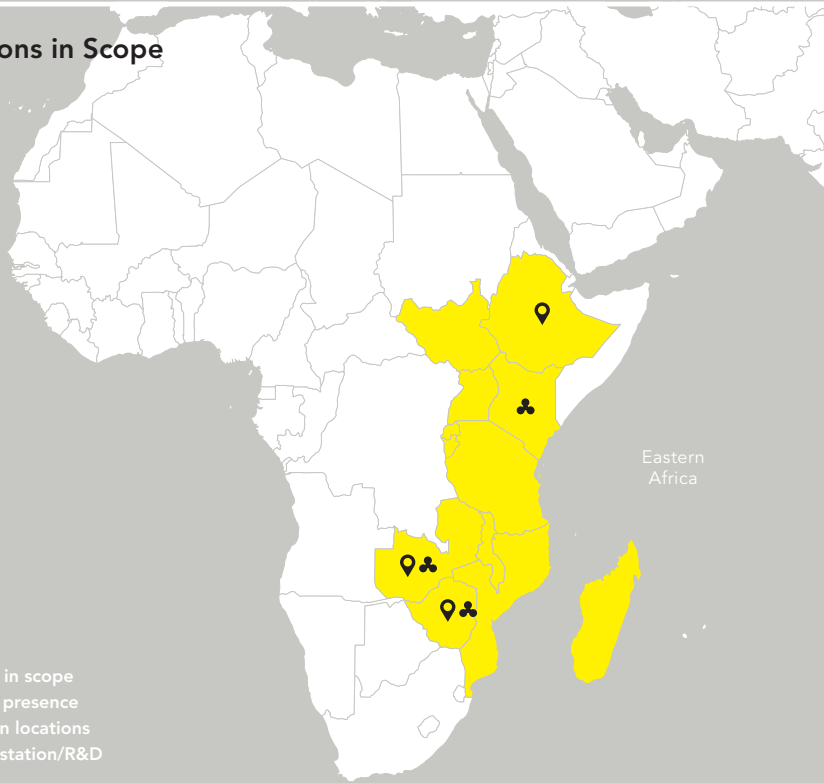 ons in Scope
Eastern
Africa
in scope
presence
n locations
station/R&D